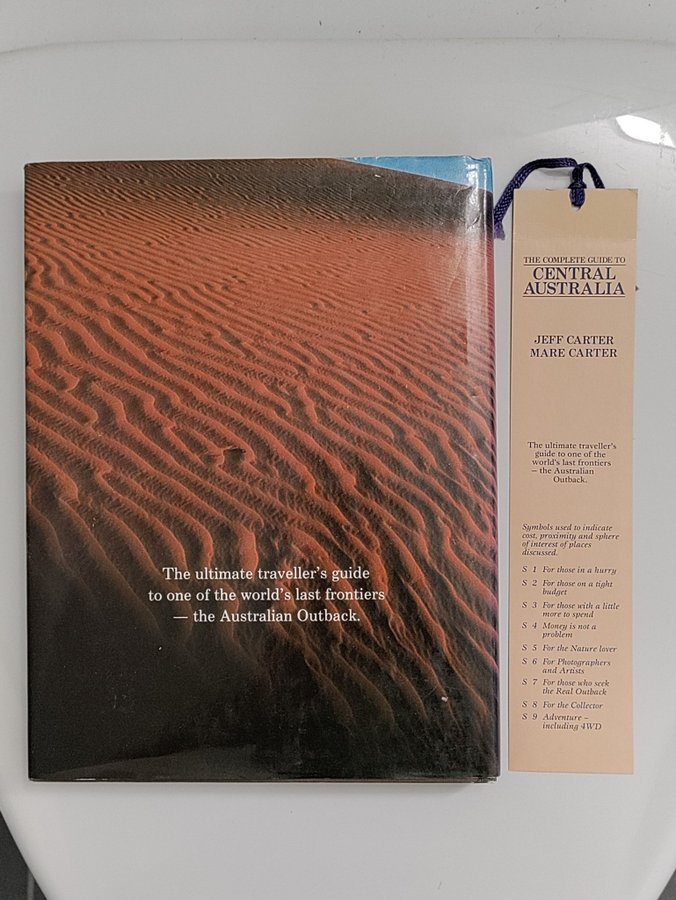 The ultimate traveller's guide
to one of the world's last frontiers
— the Australian Outback.
THE COMPLETE GUIDE TO
CENTRAL
AUSTRALIA
JEFF CARTER
MARE CARTER
The ultimate traveller's
guide to one of the
world's last frontiers
— the Australian
Outback.
Symbols used to indicate
cost, proximity and sphere
of interest of places
discussed.
S 1 For those in a hurry
S 2 For those on a tight
budget
S 3 For those with a little
more to spend
S 4 Money is not a
problem
S 5 For the Nature lover
S 6 For Photographers
and Artists
S 7 For those who seek
the Real Outback
S 8 For the Collector
S 9 Adventure –
including 4WD